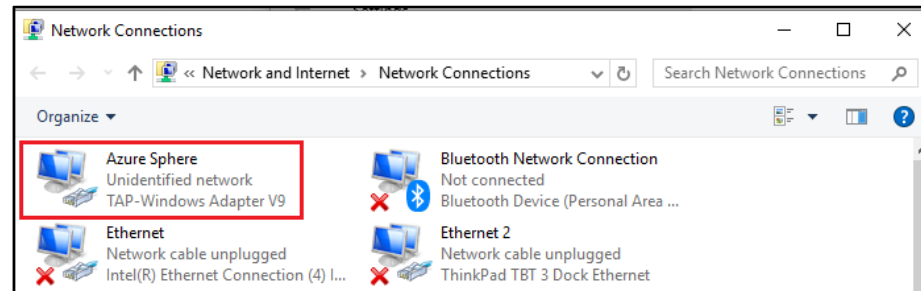 Network Connections
« Network and Internet > Network Connections
Search Network Connections
Organize
Azure Sphere
Unidentified network
TAP-Windows Adapter V9
Bluetooth Network Connection
Not connected
Bluetooth Device (Personal Area ...
Ethernet
Network cable unplugged
Intel(R) Ethernet Connection (4) I...
Ethernet 2
Network cable unplugged
ThinkPad TBT 3 Dock Ethernet